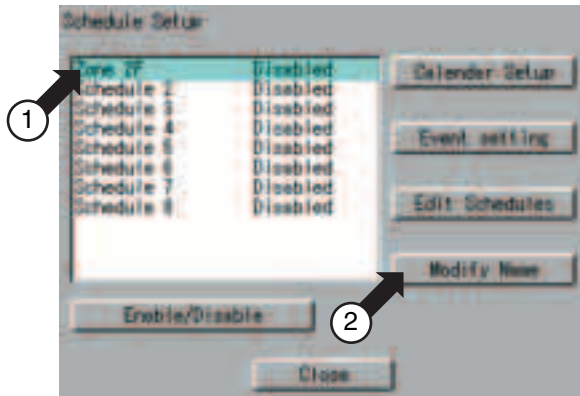 Schedule Setup
Zone 2F Disabled
Schedule 2 Disabled
Schedule 3 Disabled
Schedule 4 Disabled
Schedule 5 Disabled
Schedule 6 Disabled
Schedule 7 Disabled
Schedule 8 Disabled
Calender Setup
Event setting
Edit Schedules
Modify Name
Enable/Disable
Close
1
2